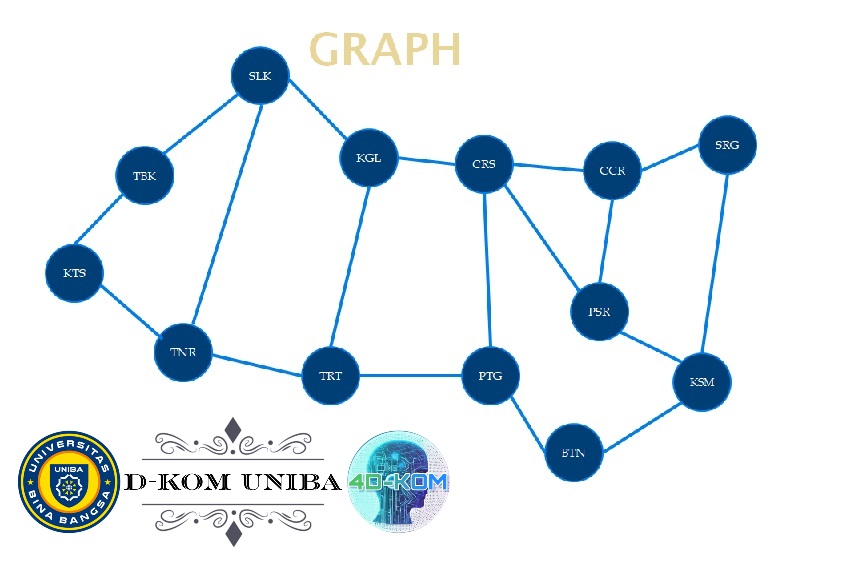 GRAPH
SLK
TBK
KGL
CRS
CCR
SRG
KTS
TNR
TRT
PTG
PSR
KSM
BTN
UNIVERSITAS
UNIBA
BINA BANGSA
D-KOM UNIBA
4D4KOM